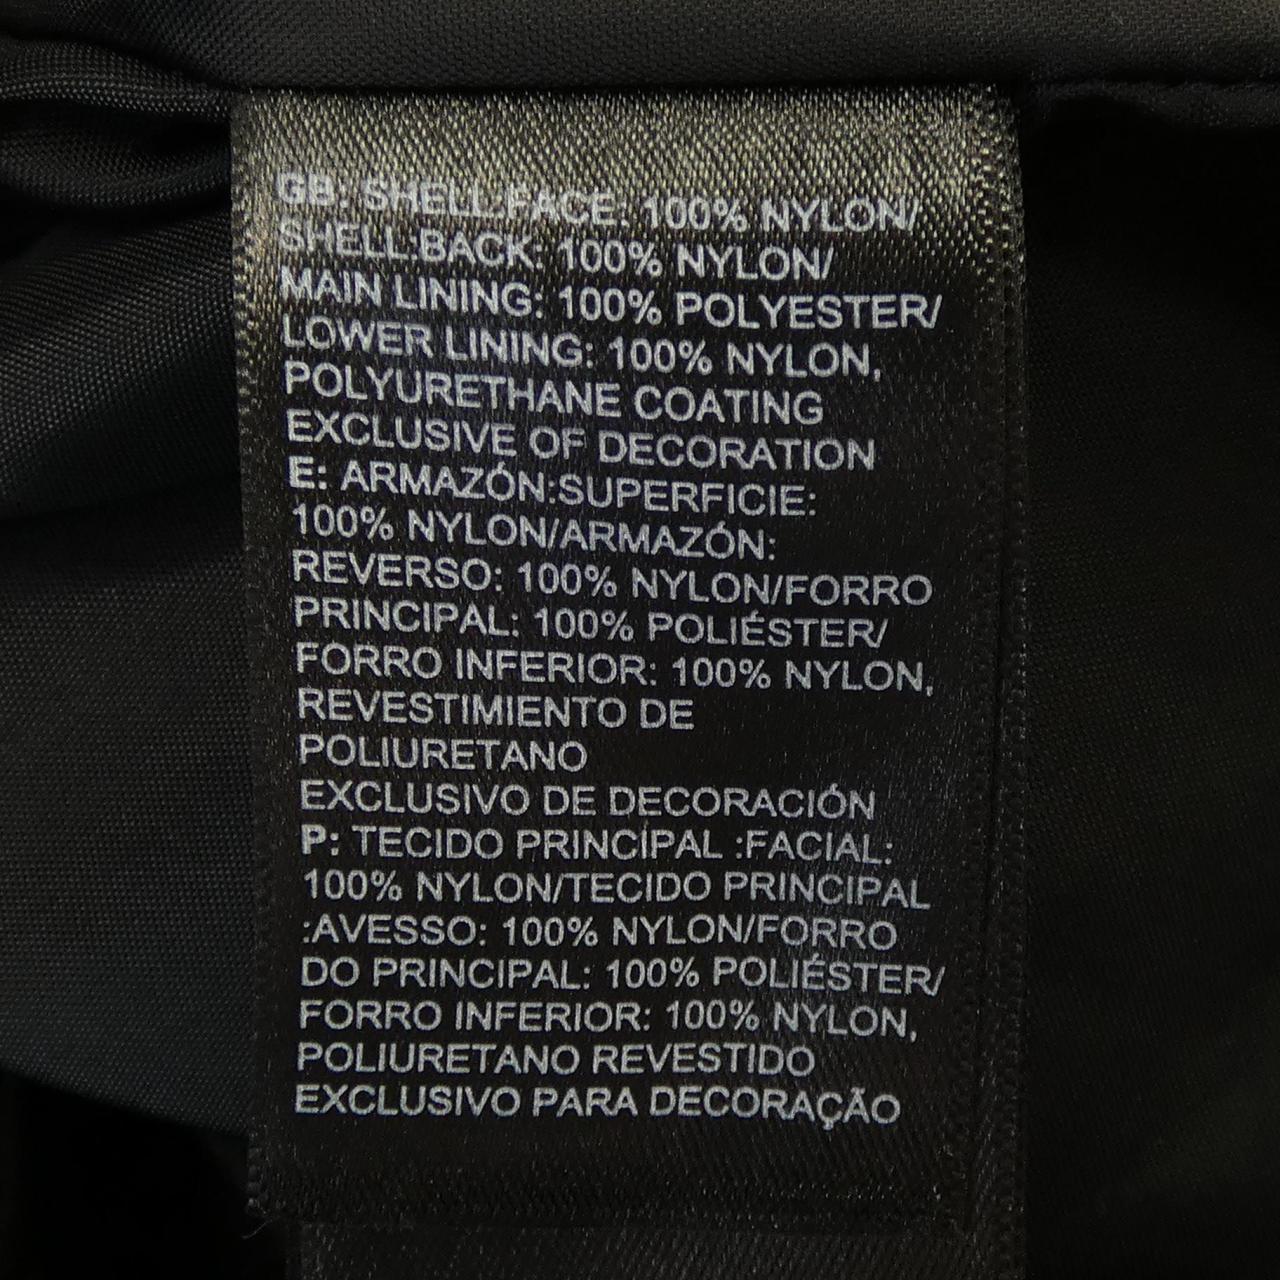 GB: SHELL:FACE: 100% NYLON/
SHELL:BACK: 100% NYLON/
MAIN LINING: 100% POLYESTER/
LOWER LINING: 100% NYLON,
POLYURETHANE COATING
EXCLUSIVE OF DECORATION
E: ARMAZÓN:SUPERFICIE:
100% NYLON/ARMAZÓN:
REVERSO: 100% NYLON/FORRO
PRINCIPAL: 100% POLIÉSTER/
FORRO INFERIOR: 100% NYLON,
REVESTIMIENTO DE
POLIURETANO
EXCLUSIVO DE DECORACIÓN
P: TECIDO PRINCIPAL :FACIAL:
100% NYLON/TECIDO PRINCIPAL
:AVESSO: 100% NYLON/FORRO
DO PRINCIPAL: 100% POLIÉSTER/
FORRO INFERIOR: 100% NYLON,
POLIURETANO REVESTIDO
EXCLUSIVO PARA DECORAÇÃO